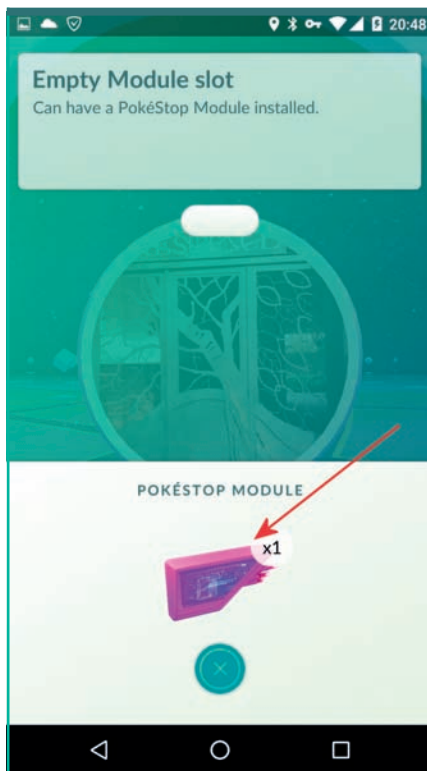 20:48
Empty Module slot
Can have a PokéStop Module installed.
POKÉSTOP MODULE
x1